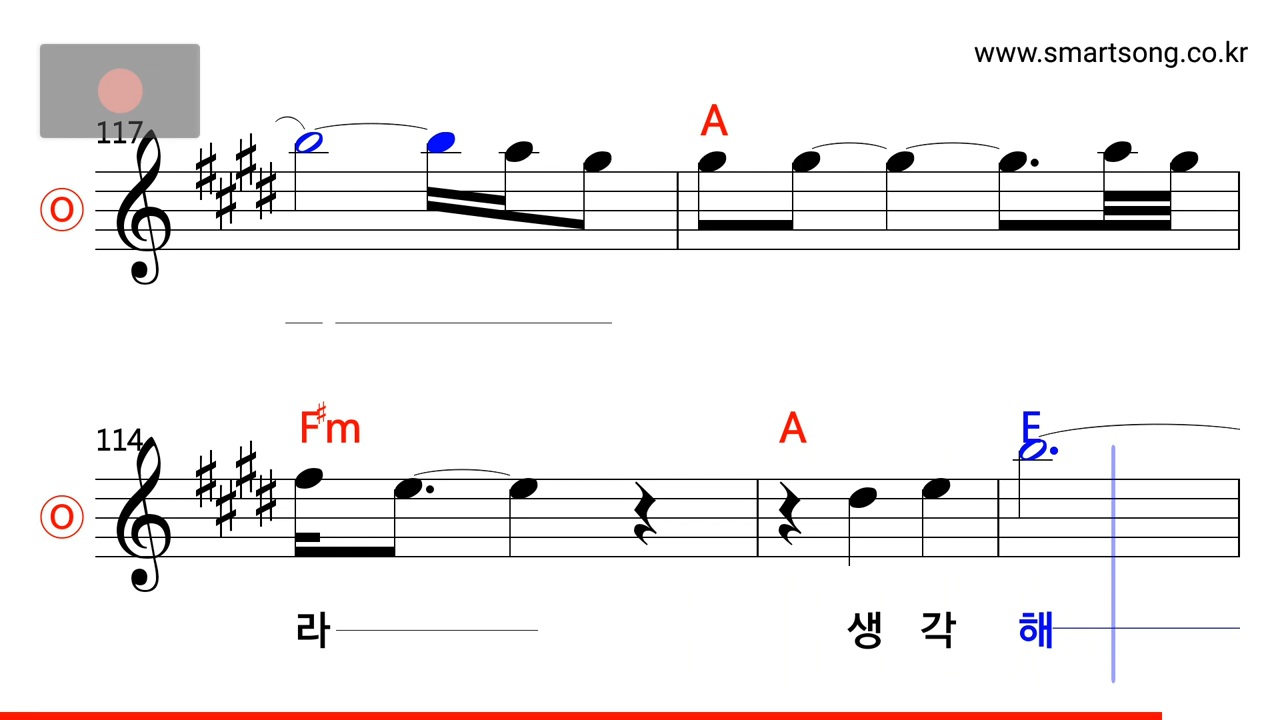 www.smartsong.co.kr
117
A
O
F♯m
A
E
114
O
라 생 각 해